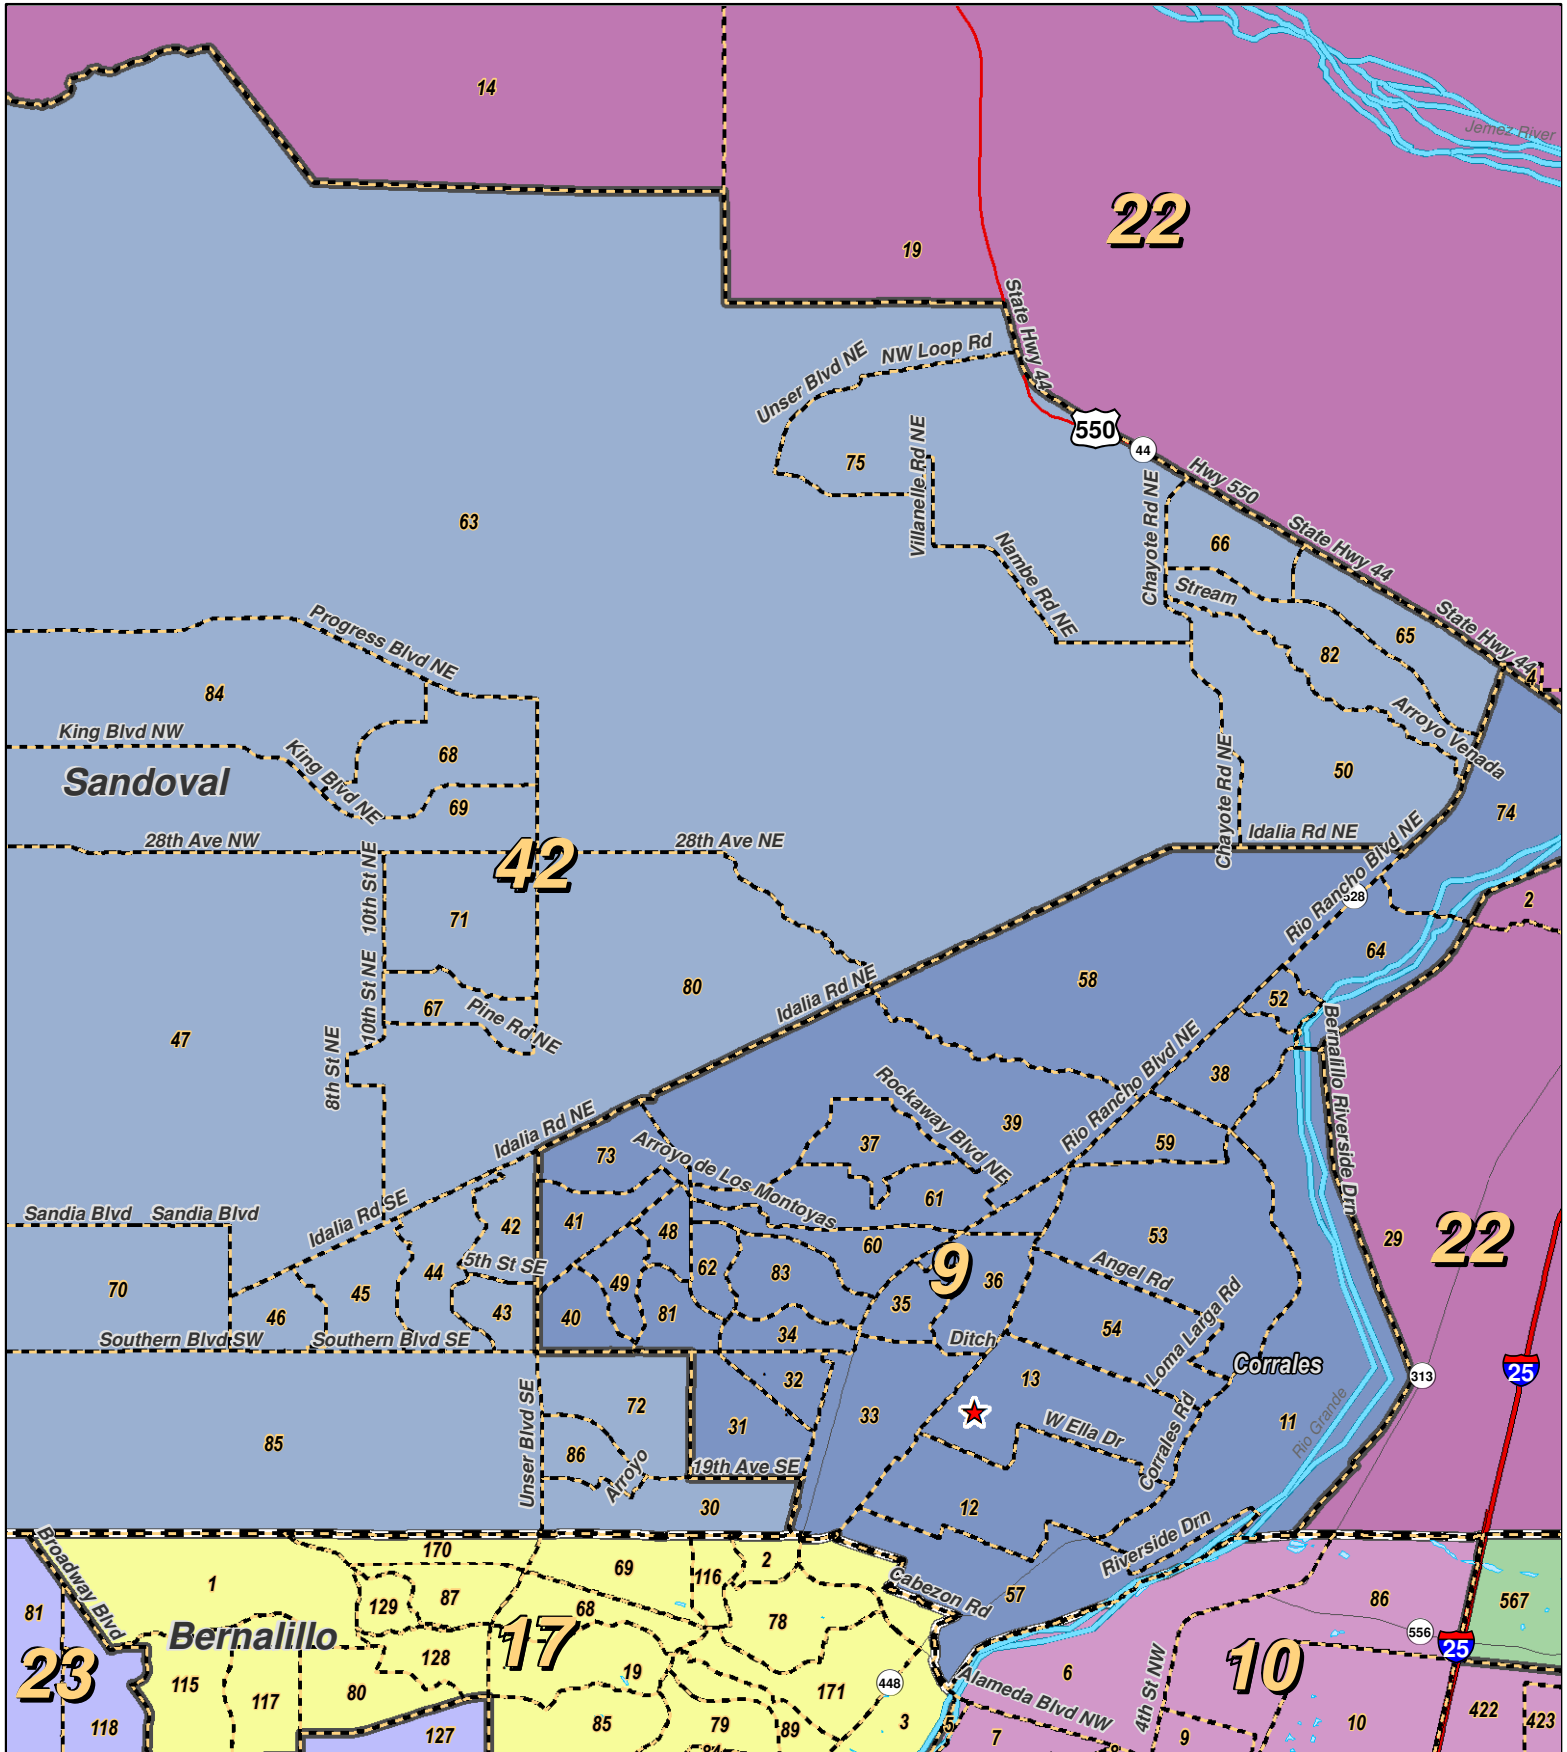 14
Jemez River
22
19
State Hwy 44
NW Loop Rd
Unser Blvd NE
550
44
75
Villanelle Rd NE
Hwy 550
Chayote Rd NE
63
66
State Hwy 44
Nambe Rd NE
Stream
Progress Blvd NE
65
State Hwy 44
82
4
84
Arroyo Venada
King Blvd NW
King Blvd NE
68
Sandoval
50
69
74
Chayote Rd NE
28th Ave NW
28th Ave NE
Idalia Rd NE
42
10th St NE
Rio Rancho Blvd NE
528
2
71
64
80
58
Idalia Rd NE
52
10th St NE
67
Pine Rd NE
47
8th St NE
Bernalillo Riverside Drn
38
Rio Rancho Blvd NE
Rockaway Blvd NE
39
Idalia Rd NE
37
59
73
Arroyo de Los Montoyas
61
Sandia Blvd
Sandia Blvd
Idalia Rd SE
42
41
48
60
53
29
22
5th St SE
44
62
83
9
36
Angel Rd
70
45
49
46
43
40
81
35
54
Loma Larga Rd
Southern Blvd SW
Southern Blvd SE
34
Ditch
Corrales
25
313
32
13
Unser Blvd SE
72
31
33
W Ella Dr
Corrales Rd
11
Rio Grande
85
86
Arroyo
19th Ave SE
30
12
Broadway Blvd
170
Riverside Drn
1
87
69
116
2
Cabezon Rd
57
86
567
81
129
68
78
556
25
Bernalillo
17
23
128
19
10
6
115
117
80
171
448
Alameda Blvd NW
4th St NW
118
127
85
79
89
3
5
7
9
10
422
423
84
8